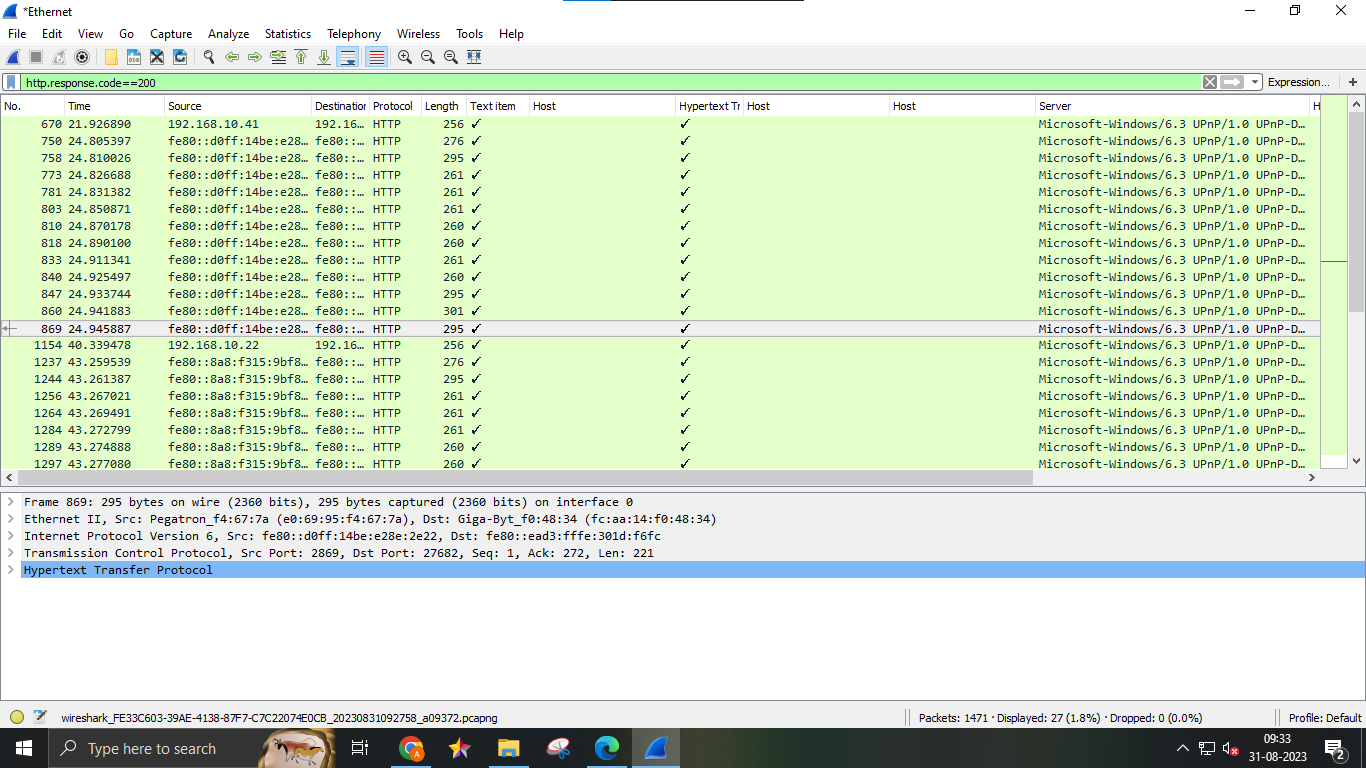 *Ethernet
File Edit View Go Capture Analyze Statistics Telephony Wireless Tools Help
http.response.code==200 Expression... +
No. Time Source Destination Protocol Length Text item Host Hypertext Tr Host Host Server H
670 21.926890 192.168.10.41 192.16… HTTP 256 ✓ ✓ Microsoft-Windows/6.3 UPnP/1.0 UPnP-D…
750 24.805397 fe80::d0ff:14be:e28… fe80::… HTTP 276 ✓ ✓ Microsoft-Windows/6.3 UPnP/1.0 UPnP-D…
758 24.810026 fe80::d0ff:14be:e28… fe80::… HTTP 295 ✓ ✓ Microsoft-Windows/6.3 UPnP/1.0 UPnP-D…
773 24.826688 fe80::d0ff:14be:e28… fe80::… HTTP 261 ✓ ✓ Microsoft-Windows/6.3 UPnP/1.0 UPnP-D…
781 24.831382 fe80::d0ff:14be:e28… fe80::… HTTP 261 ✓ ✓ Microsoft-Windows/6.3 UPnP/1.0 UPnP-D…
803 24.850871 fe80::d0ff:14be:e28… fe80::… HTTP 261 ✓ ✓ Microsoft-Windows/6.3 UPnP/1.0 UPnP-D…
810 24.870178 fe80::d0ff:14be:e28… fe80::… HTTP 260 ✓ ✓ Microsoft-Windows/6.3 UPnP/1.0 UPnP-D…
818 24.890100 fe80::d0ff:14be:e28… fe80::… HTTP 260 ✓ ✓ Microsoft-Windows/6.3 UPnP/1.0 UPnP-D…
833 24.911341 fe80::d0ff:14be:e28… fe80::… HTTP 261 ✓ ✓ Microsoft-Windows/6.3 UPnP/1.0 UPnP-D…
840 24.925497 fe80::d0ff:14be:e28… fe80::… HTTP 260 ✓ ✓ Microsoft-Windows/6.3 UPnP/1.0 UPnP-D…
847 24.933744 fe80::d0ff:14be:e28… fe80::… HTTP 295 ✓ ✓ Microsoft-Windows/6.3 UPnP/1.0 UPnP-D…
860 24.941883 fe80::d0ff:14be:e28… fe80::… HTTP 301 ✓ ✓ Microsoft-Windows/6.3 UPnP/1.0 UPnP-D…
869 24.945887 fe80::d0ff:14be:e28… fe80::… HTTP 295 ✓ ✓ Microsoft-Windows/6.3 UPnP/1.0 UPnP-D…
1154 40.339478 192.168.10.22 192.16… HTTP 256 ✓ ✓ Microsoft-Windows/6.3 UPnP/1.0 UPnP-D…
1237 43.259539 fe80::8a8:f315:9bf8… fe80::… HTTP 276 ✓ ✓ Microsoft-Windows/6.3 UPnP/1.0 UPnP-D…
1244 43.261387 fe80::8a8:f315:9bf8… fe80::… HTTP 295 ✓ ✓ Microsoft-Windows/6.3 UPnP/1.0 UPnP-D…
1256 43.267021 fe80::8a8:f315:9bf8… fe80::… HTTP 261 ✓ ✓ Microsoft-Windows/6.3 UPnP/1.0 UPnP-D…
1264 43.269491 fe80::8a8:f315:9bf8… fe80::… HTTP 261 ✓ ✓ Microsoft-Windows/6.3 UPnP/1.0 UPnP-D…
1284 43.272799 fe80::8a8:f315:9bf8… fe80::… HTTP 261 ✓ ✓ Microsoft-Windows/6.3 UPnP/1.0 UPnP-D…
1289 43.274888 fe80::8a8:f315:9bf8… fe80::… HTTP 260 ✓ ✓ Microsoft-Windows/6.3 UPnP/1.0 UPnP-D…
1297 43.277080 fe80::8a8:f315:9bf8… fe80::… HTTP 260 ✓ ✓ Microsoft-Windows/6.3 UPnP/1.0 UPnP-D…
Frame 869: 295 bytes on wire (2360 bits), 295 bytes captured (2360 bits) on interface 0
Ethernet II, Src: Pegatron_f4:67:7a (e0:69:95:f4:67:7a), Dst: Giga-Byt_f0:48:34 (fc:aa:14:f0:48:34)
Internet Protocol Version 6, Src: fe80::d0ff:14be:e28e:2e22, Dst: fe80::ead3:fffe:301d:f6fc
Transmission Control Protocol, Src Port: 2869, Dst Port: 27682, Seq: 1, Ack: 272, Len: 221
Hypertext Transfer Protocol
wireshark_FE33C603-39AE-4138-87F7-C7C22074E0CB_20230831092758_a09372.pcapng Packets: 1471 · Displayed: 27 (1.8%) · Dropped: 0 (0.0%) Profile: Default
Type here to search A 09:33
31-08-2023 2